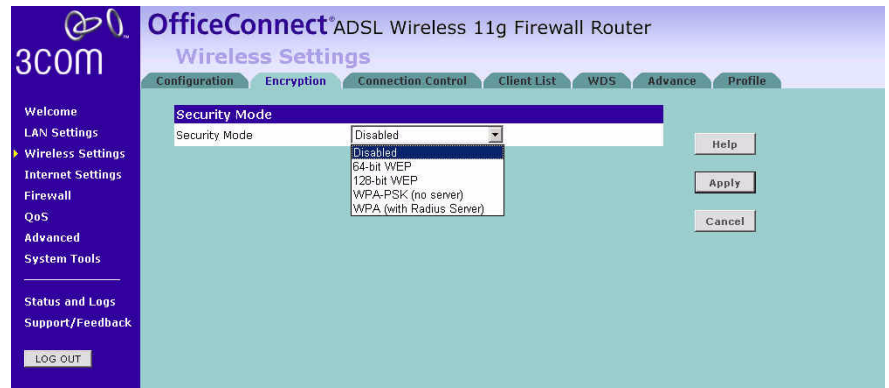 3COM
OfficeConnect® ADSL Wireless 11g Firewall Router
Wireless Settings
Configuration Encryption Connection Control Client List WDS Advance Profile
Welcome
LAN Settings
Wireless Settings
Internet Settings
Firewall
QoS
Advanced
System Tools
Status and Logs
Support/Feedback
LOG OUT
Security Mode
Security Mode Disabled
Disabled
64-bit WEP
128-bit WEP
WPA-PSK (no server)
WPA (with Radius Server)
Help
Apply
Cancel